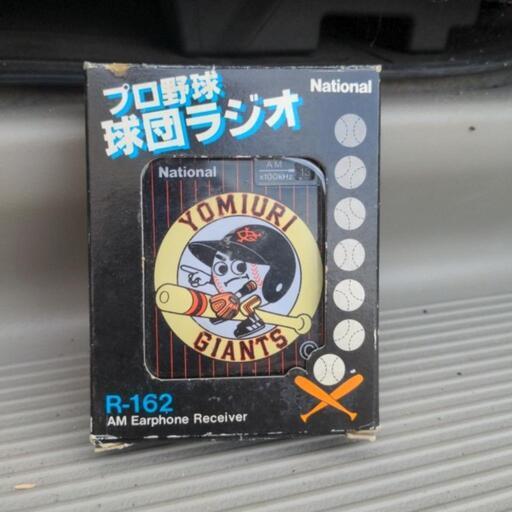 プロ野球
球団ラジオ
National
National
AM
x100kHz
YOMIURI
GIANTS
R-162
AM Earphone Receiver